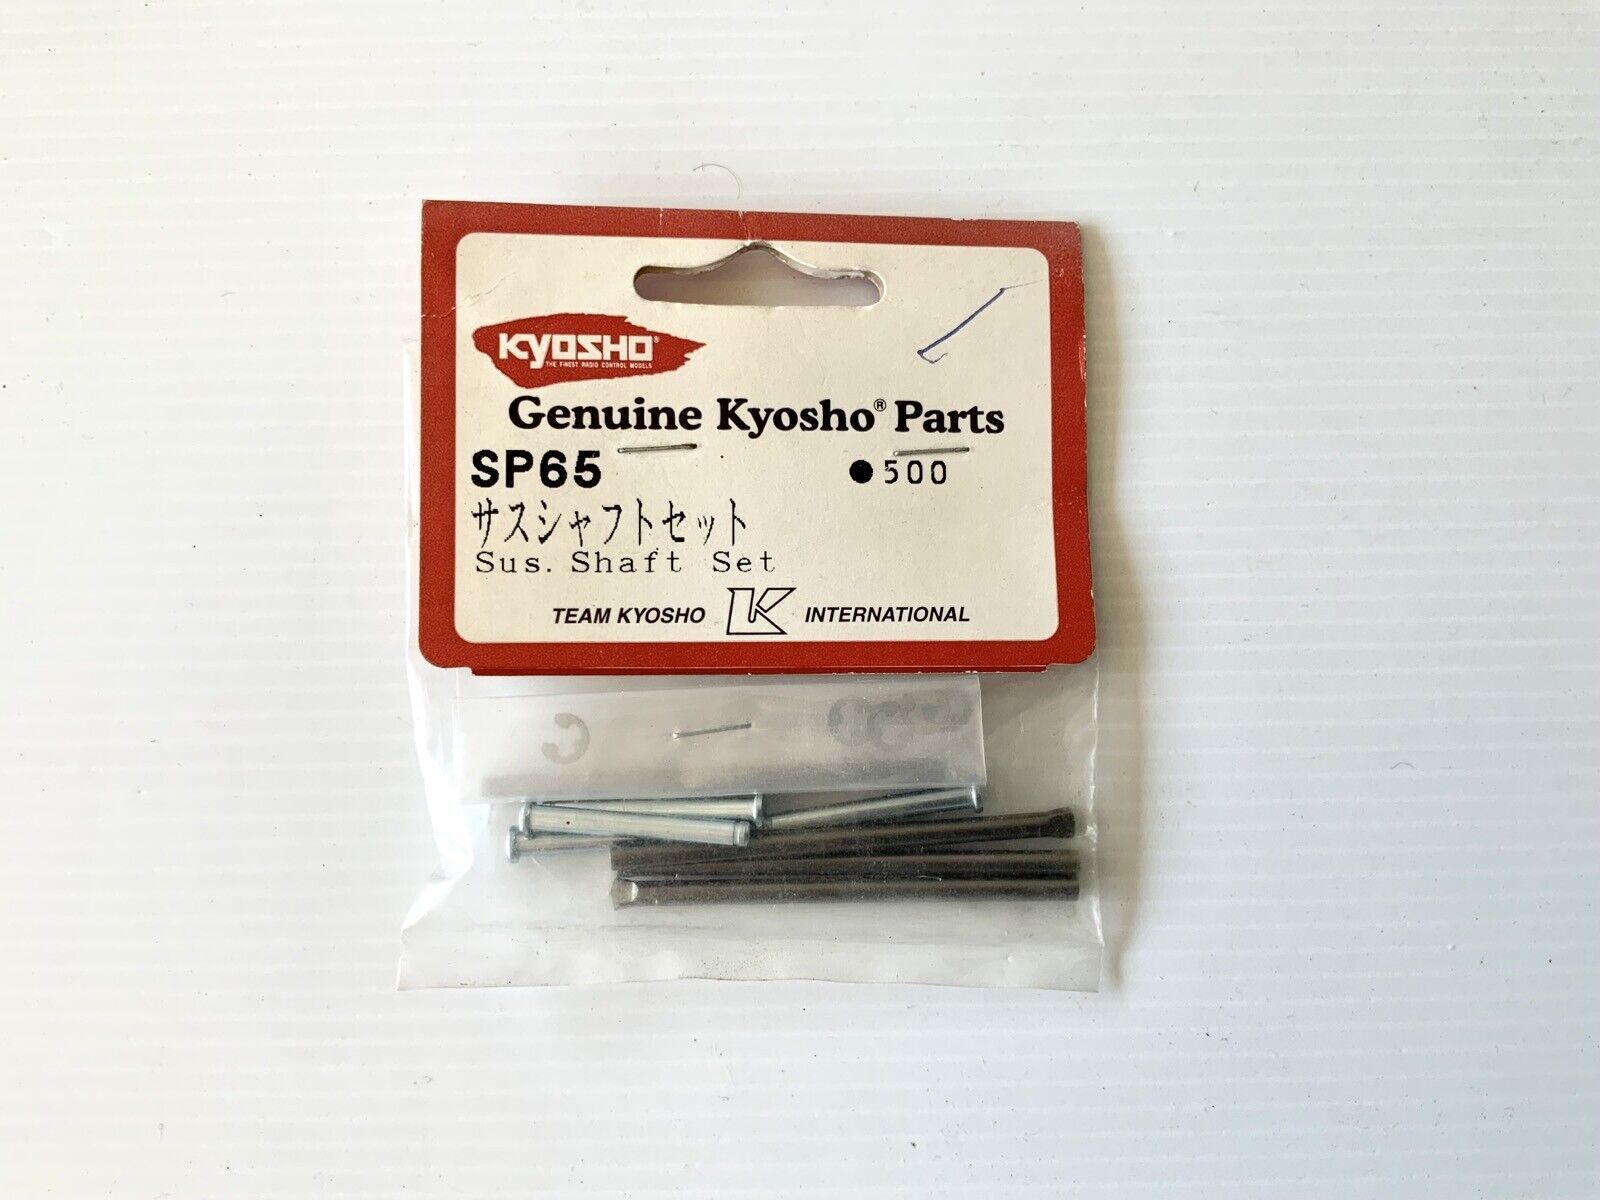 KYOSHO®
THE FINEST RADIO CONTROL MODELS
Genuine Kyosho® Parts
SP65 ●500
サスシャフトセット
Sus. Shaft Set
TEAM KYOSHO K INTERNATIONAL